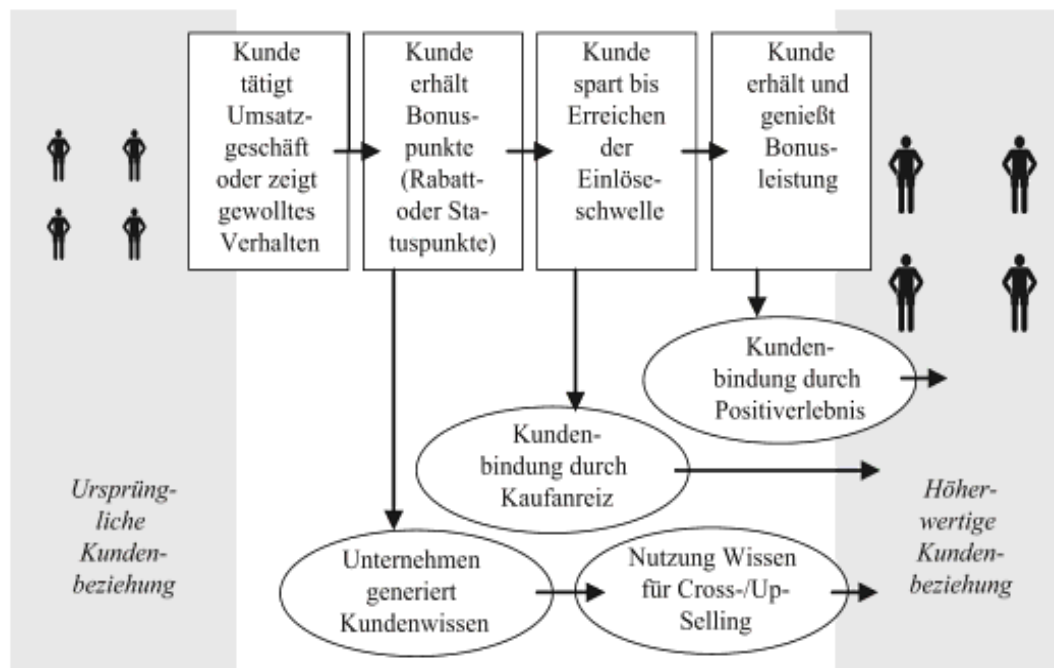 Kunde
tätigt
Umsatz-
geschäft
oder zeigt
gewolltes
Verhalten
Kunde
erhält
Bonus-
punkte
(Rabatt-
oder Sta-
tuspunkte)
Kunde
spart bis
Erreichen
der
Einlöse-
schwelle
Kunde
erhält und
genießt
Bonus-
leistung
Kunden-
bindung durch
Positiverlebnis
Kunden-
bindung durch
Kaufanreiz
Ursprüng-
liche
Kunden-
beziehung
Unternehmen
generiert
Kundenwissen
Nutzung Wissen
für Cross-/Up-
Selling
Höher-
wertige
Kunden-
beziehung